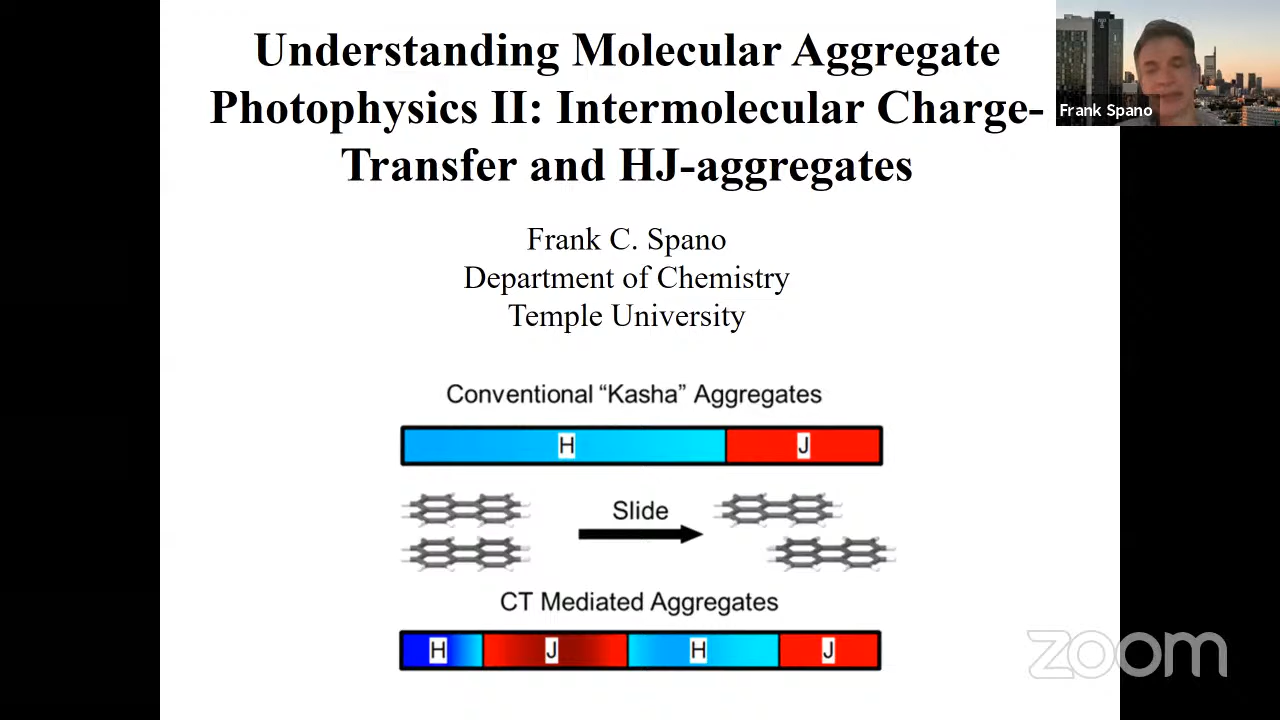 Understanding Molecular Aggregate
Photophysics II: Intermolecular Charge-
Transfer and HJ-aggregates
Frank Spano
Frank C. Spano
Department of Chemistry
Temple University
Conventional “Kasha” Aggregates
H J
Slide
CT Mediated Aggregates
H J H J
zoom